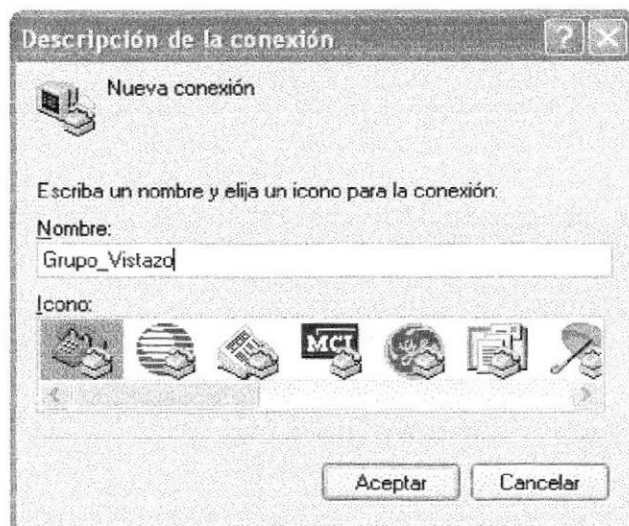 Descripción de la conexión
Nueva conexión
Escriba un nombre y elija un icono para la conexión:
Nombre:
Grupo_Vistazo
Icono:
MCI
Aceptar
Cancelar